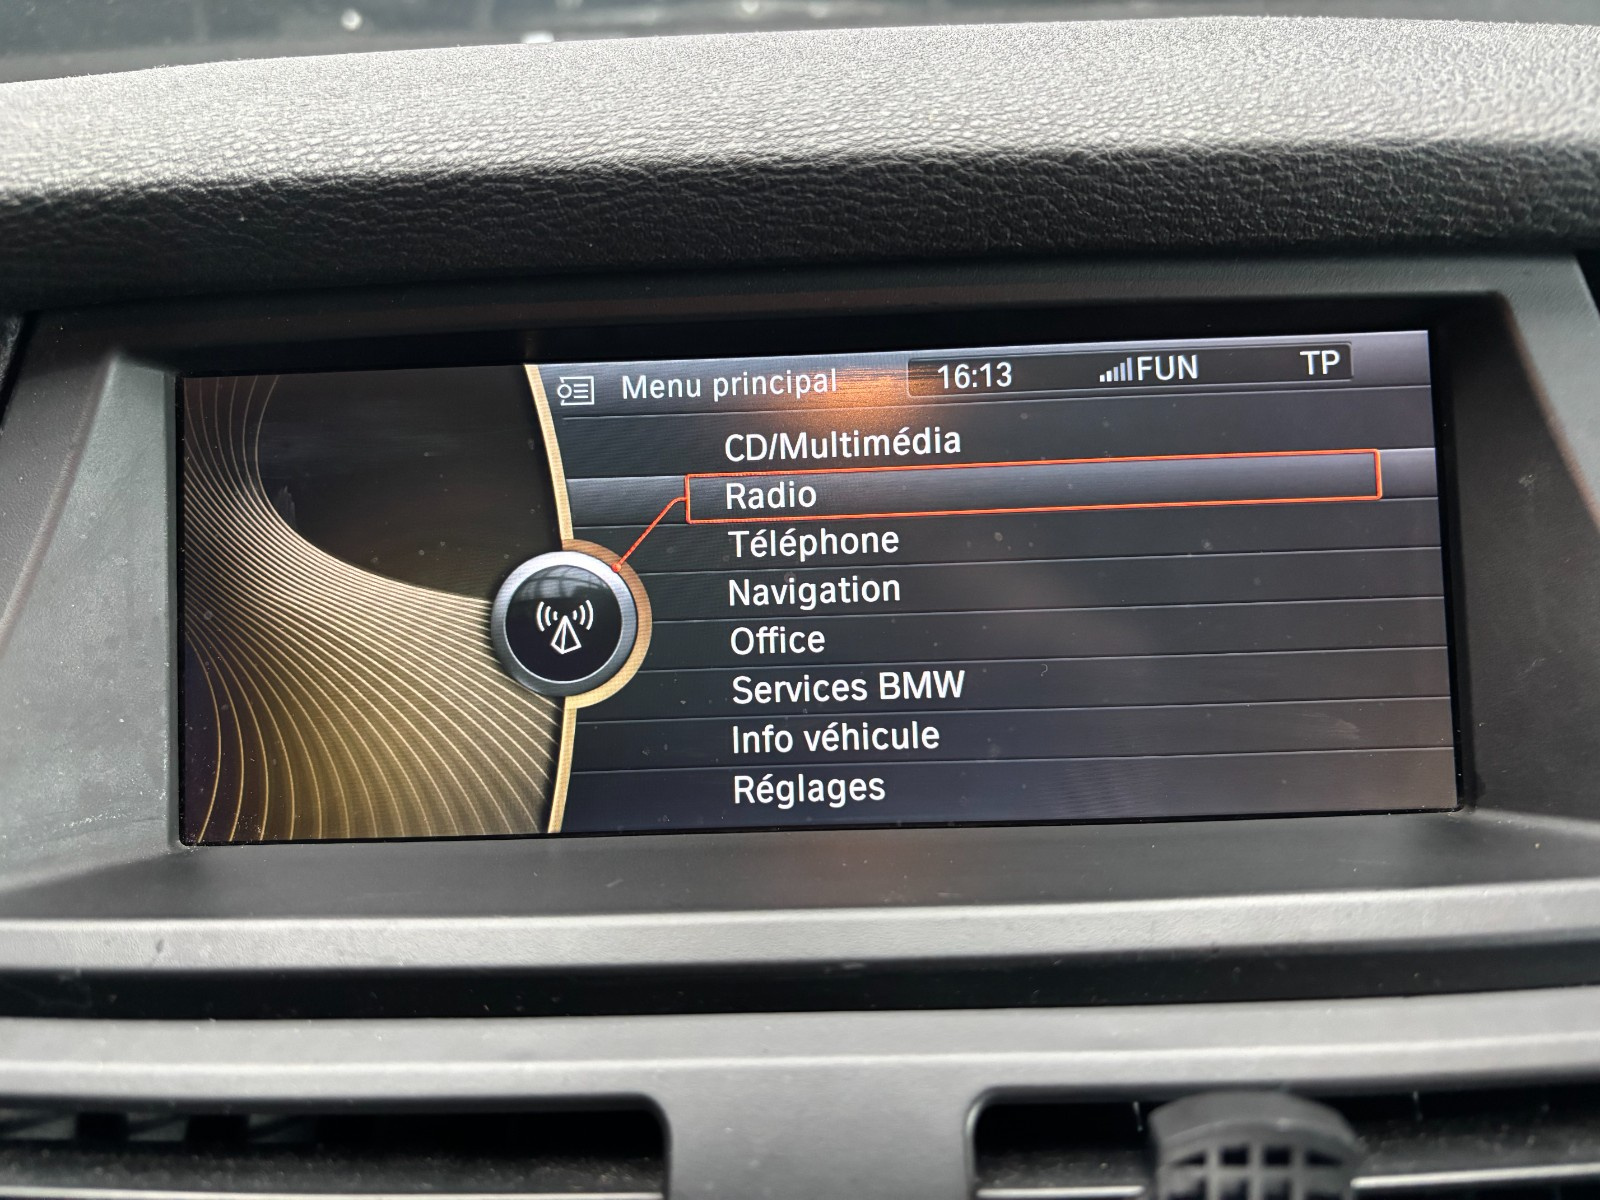 Menu principal 16:13 FUN TP
CD/Multimédia
Radio
Téléphone
Navigation
Office
Services BMW
Info véhicule
Réglages